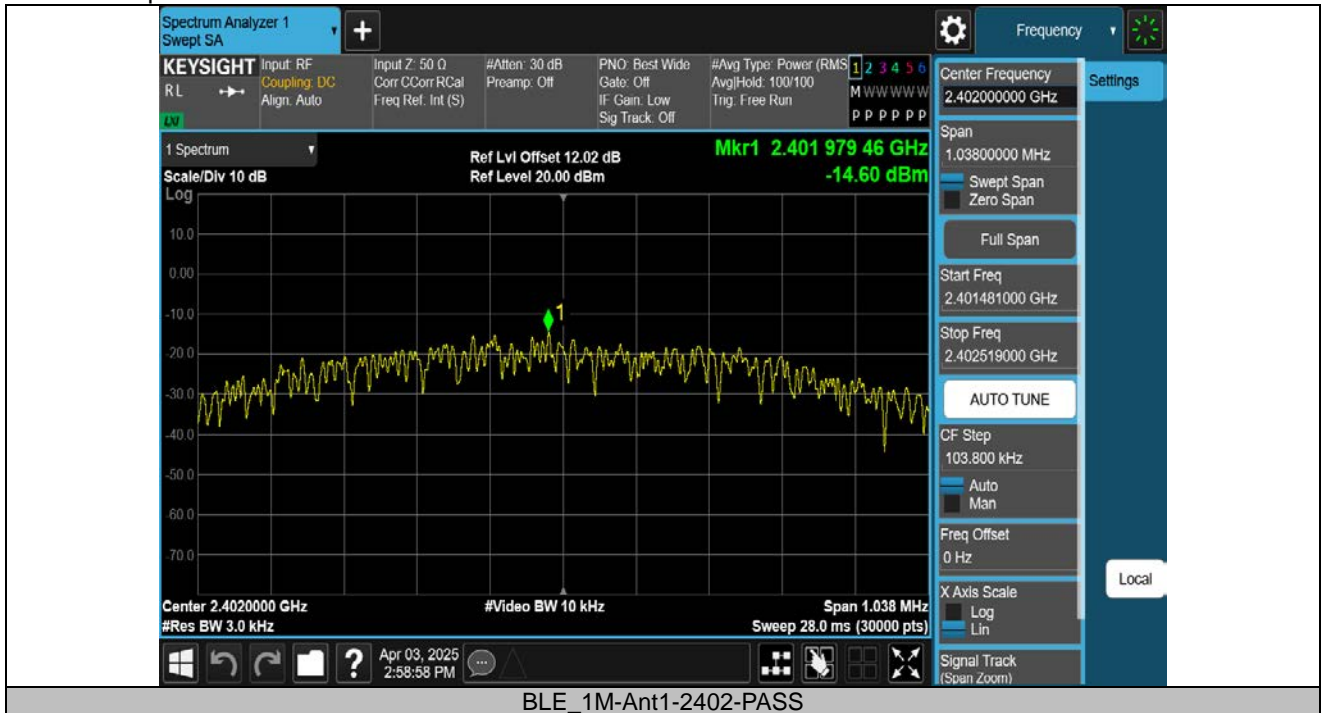 Spectrum Analyzer 1
Swept SA
Frequency
KEYSIGHT
RL
LXI
Input: RF
Coupling: DC
Align: Auto
Input Z: 50 Ω
Corr CCorr RCal
Freq Ref: Int (S)
#Atten: 30 dB
Preamp: Off
PNO: Best Wide
Gate: Off
IF Gain: Low
Sig Track: Off
#Avg Type: Power (RMS
Avg|Hold: 100/100
Trig: Free Run
1 2 3 4 5 6
M W W W W W
P P P P P P
1 Spectrum
Scale/Div 10 dB
Ref Lvl Offset 12.02 dB
Ref Level 20.00 dBm
Mkr1 2.401 979 46 GHz
-14.60 dBm
Log
10.0
0.00
-10.0
1
-20.0
-30.0
-40.0
-50.0
-60.0
-70.0
Center 2.4020000 GHz
#Res BW 3.0 kHz
#Video BW 10 kHz
Span 1.038 MHz
Sweep 28.0 ms (30000 pts)
Apr 03, 2025
2:58:58 PM
Center Frequency
2.402000000 GHz
Settings
Span
1.03800000 MHz
Swept Span
Zero Span
Full Span
Start Freq
2.401481000 GHz
Stop Freq
2.402519000 GHz
AUTO TUNE
CF Step
103.800 kHz
Auto
Man
Freq Offset
0 Hz
Local
X Axis Scale
Log
Lin
Signal Track
(Span Zoom)
BLE_1M-Ant1-2402-PASS